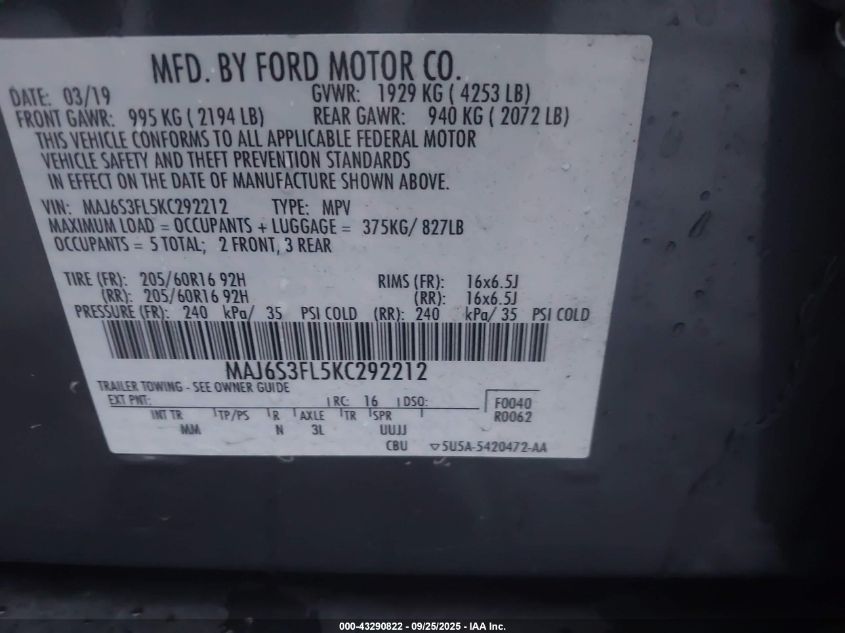 MFD. BY FORD MOTOR CO.
DATE: 03/19 GVWR: 1929 KG ( 4253 LB)
FRONT GAWR: 995 KG ( 2194 LB) REAR GAWR: 940 KG ( 2072 LB)
THIS VEHICLE CONFORMS TO ALL APPLICABLE FEDERAL MOTOR
VEHICLE SAFETY AND THEFT PREVENTION STANDARDS
IN EFFECT ON THE DATE OF MANUFACTURE SHOWN ABOVE.
VIN: MAJ6S3FL5KC292212 TYPE: MPV
MAXIMUM LOAD = OCCUPANTS + LUGGAGE = 375KG/ 827LB
OCCUPANTS = 5 TOTAL; 2 FRONT, 3 REAR
TIRE (FR): 205/60R16 92H RIMS (FR): 16x6.5J
(RR): 205/60R16 92H (RR): 16x6.5J
PRESSURE (FR): 240 kPa/ 35 PSI COLD (RR): 240 kPa/ 35 PSI COLD
MAJ6S3FL5KC292212
TRAILER TOWING - SEE OWNER GUIDE
EXT PNT: RC: 16 DSO: F0040
INT TR TP/PS R AXLE TR SPR R0062
MM N 3L UUJJ
CBU ▽5U5A-5420472-AA
000-43290822 - 09/25/2025 - IAA Inc.